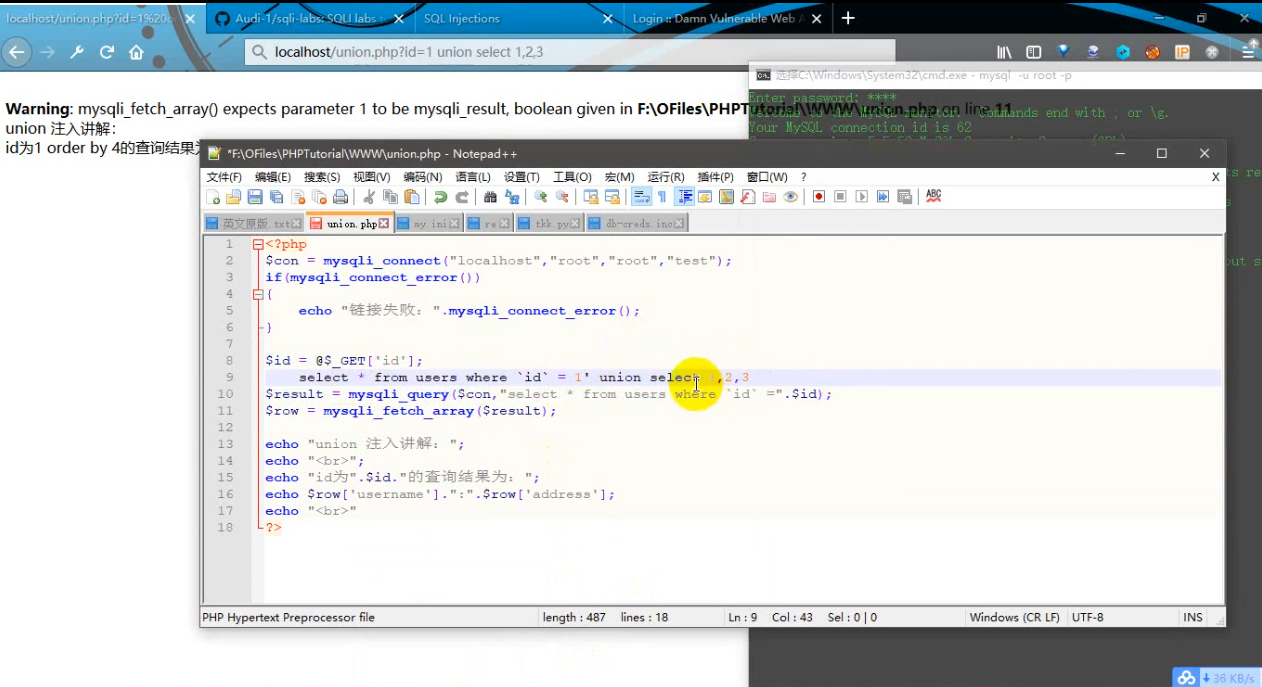 localhost/union.php?id=1%20
Audi-1/sqli-labs: SQLI labs
SQL Injections
Login :: Damn Vulnerable Web A
localhost/union.php?id=1 union select 1,2,3
选择C:\Windows\System32\cmd.exe - mysql -u root -p
Enter password: ****
Warning: mysqli_fetch_array() expects parameter 1 to be mysqli_result, boolean given in F:\OFiles\PHPTutorial\WWW\union.php on line 11
Commands end with ; or \g.
union 注入讲解:
Your MySQL connection id is 62
id为1 order by 4的查询结果为
*F:\OFiles\PHPTutorial\WWW\union.php - Notepad++
文件(F) 编辑(E) 搜索(S) 视图(V) 编码(N) 语言(L) 设置(T) 工具(O) 宏(M) 运行(R) 插件(P) 窗口(W) ? X
英文原版.txt union.php my.ini re tkk.py db-creds.inc
1 <?php
2 $con = mysqli_connect("localhost","root","root","test");
3 if(mysqli_connect_error())
4 {
5 echo "链接失败: ".mysqli_connect_error();
6 }
7
8 $id = @$_GET['id'];
9 select * from users where `id` = 1' union select 1,2,3
10 $result = mysqli_query($con,"select * from users where `id` =".$id);
11 $row = mysqli_fetch_array($result);
12
13 echo "union 注入讲解: ";
14 echo "<br>";
15 echo "id为".$id."的查询结果为: ";
16 echo $row['username'].":".$row['address'];
17 echo "<br>"
18 ?>
PHP Hypertext Preprocessor file length : 487 lines : 18 Ln : 9 Col : 43 Sel : 0 | 0 Windows (CR LF) UTF-8 INS
36 KB/s